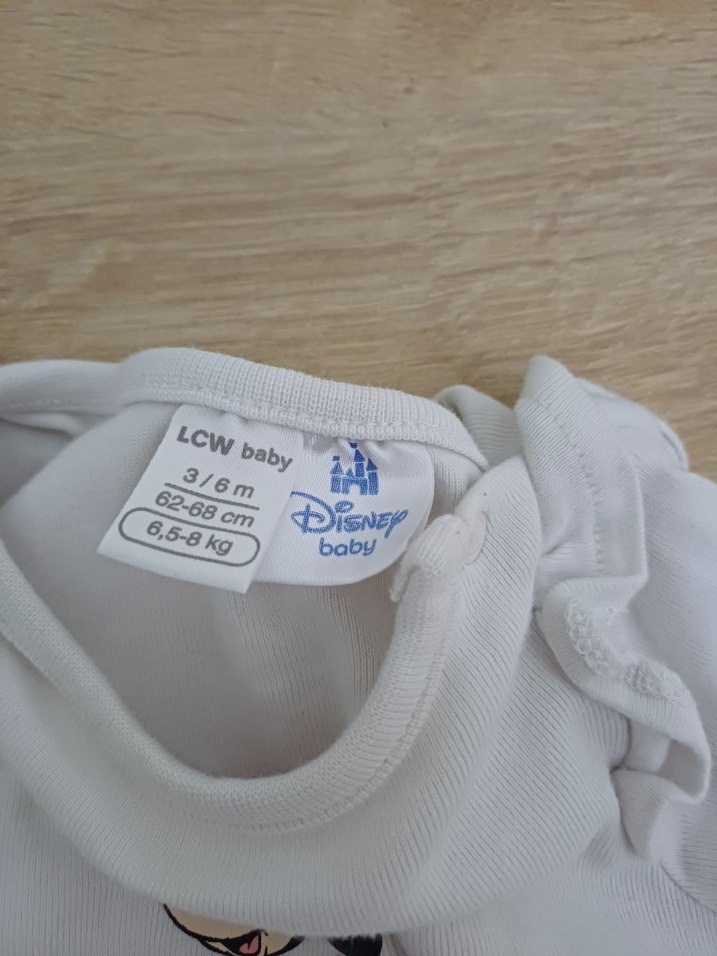 LCW baby
3/6 m
62-68 cm
6,5-8 kg
Disney
baby